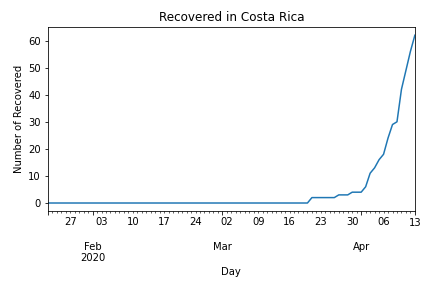 Recovered in Costa Rica
Number of Recovered
60
50
40
30
20
10
0
27 03 10 17 24 02 09 16 23 30 06 13
Feb Mar Apr
2020
Day